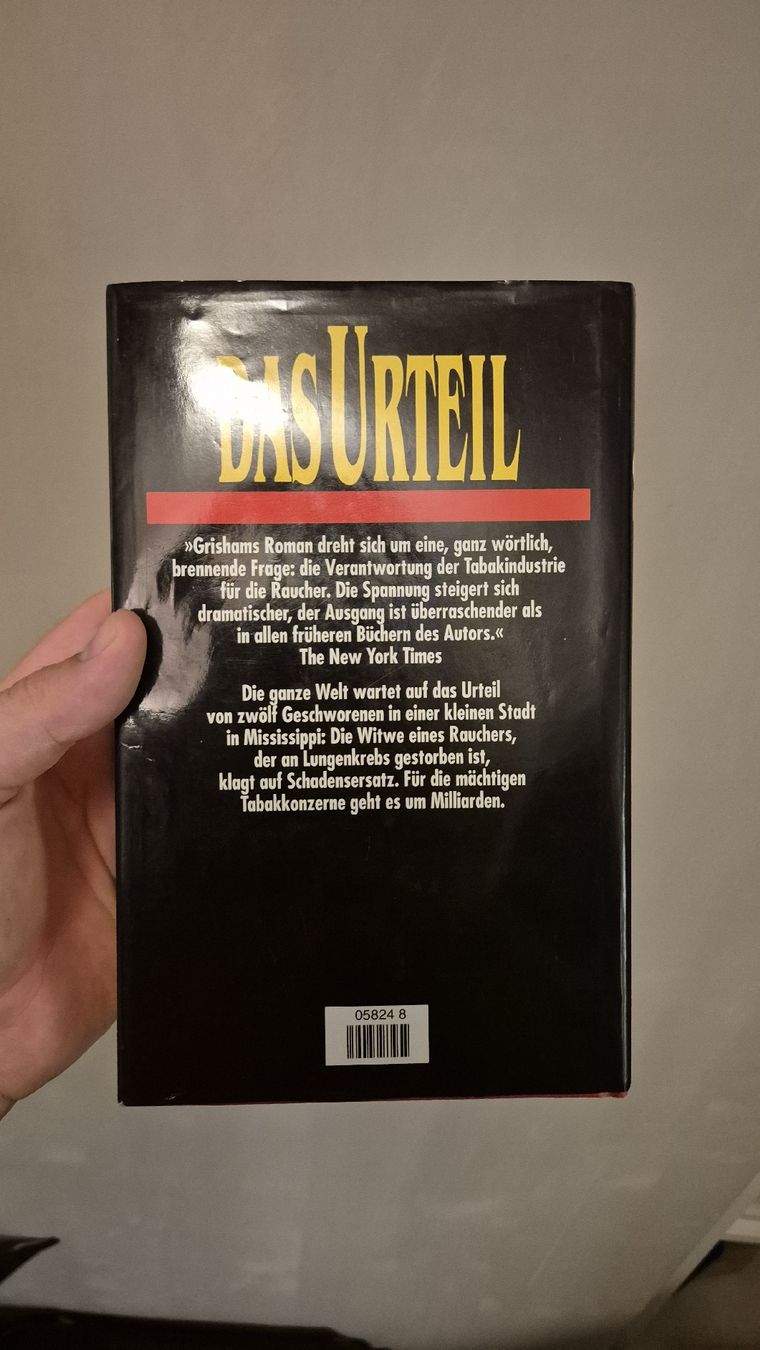 DAS URTEIL
»Grishams Roman dreht sich um eine, ganz wörtlich,
brennende Frage: die Verantwortung der Tabakindustrie
für die Raucher. Die Spannung steigert sich
dramatischer, der Ausgang ist überraschender als
in allen früheren Büchern des Autors.«
The New York Times
Die ganze Welt wartet auf das Urteil
von zwölf Geschworenen in einer kleinen Stadt
in Mississippi: Die Witwe eines Rauchers,
der an Lungenkrebs gestorben ist,
klagt auf Schadensersatz. Für die mächtigen
Tabakkonzerne geht es um Milliarden.
05824 8